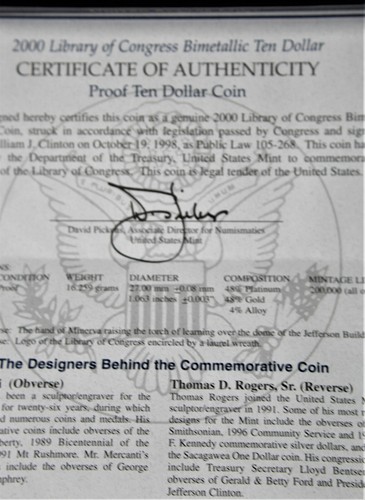 2000 Library of Congress Bimetallic Ten Dollar
CERTIFICATE OF AUTHENTICITY
Proof Ten Dollar Coin
ned hereby certifies this coin as a genuine 2000 Library of Congress Bim
Coin, struck in accordance with legislation passed by Congress and sign
lliam J. Clinton on October 19, 1998, as Public Law 105-268. This coin ha
the Department of the Treasury, United States Mint to commemora
of the Library of Congress. This coin is legal tender of the United States.
David Pickens, Associate Director for Numismatics
United States Mint
NS
CONDITION WEIGHT DIAMETER COMPOSITION MINTAGE LI
Proof 16.259 grams 27.00 mm ±0.08 mm 48% Platinum 200,000 (all o
1.063 inches ±0.003 48% Gold
4% Alloy
se: The hand of Minerva raising the torch of learning over the dome of the Jefferson Build
se: Logo of the Library of Congress encircled by a laurel wreath.
The Designers Behind the Commemorative Coin
i (Obverse)
been a sculptor/engraver for the
for twenty-six years, during which
d numerous coins and medals. His
ative coins include obverses of the
berty, 1989 Bicentennial of the
91 Mt Rushmore. Mr. Mercanti's
include the obverses of George
mphrey.
Thomas D. Rogers, Sr. (Reverse)
Thomas Rogers joined the United States M
sculptor/engraver in 1991. Some of his most r
designs for the Mint include the obverses of
Smithsonian, 1996 Community Service and 19
F. Kennedy commemorative silver dollars, and
the Sacagawea One Dollar coin. His congressio
include Treasury Secretary Lloyd Bentse
obverses of Gerald & Betty Ford and Preside
Jefferson Clinton.